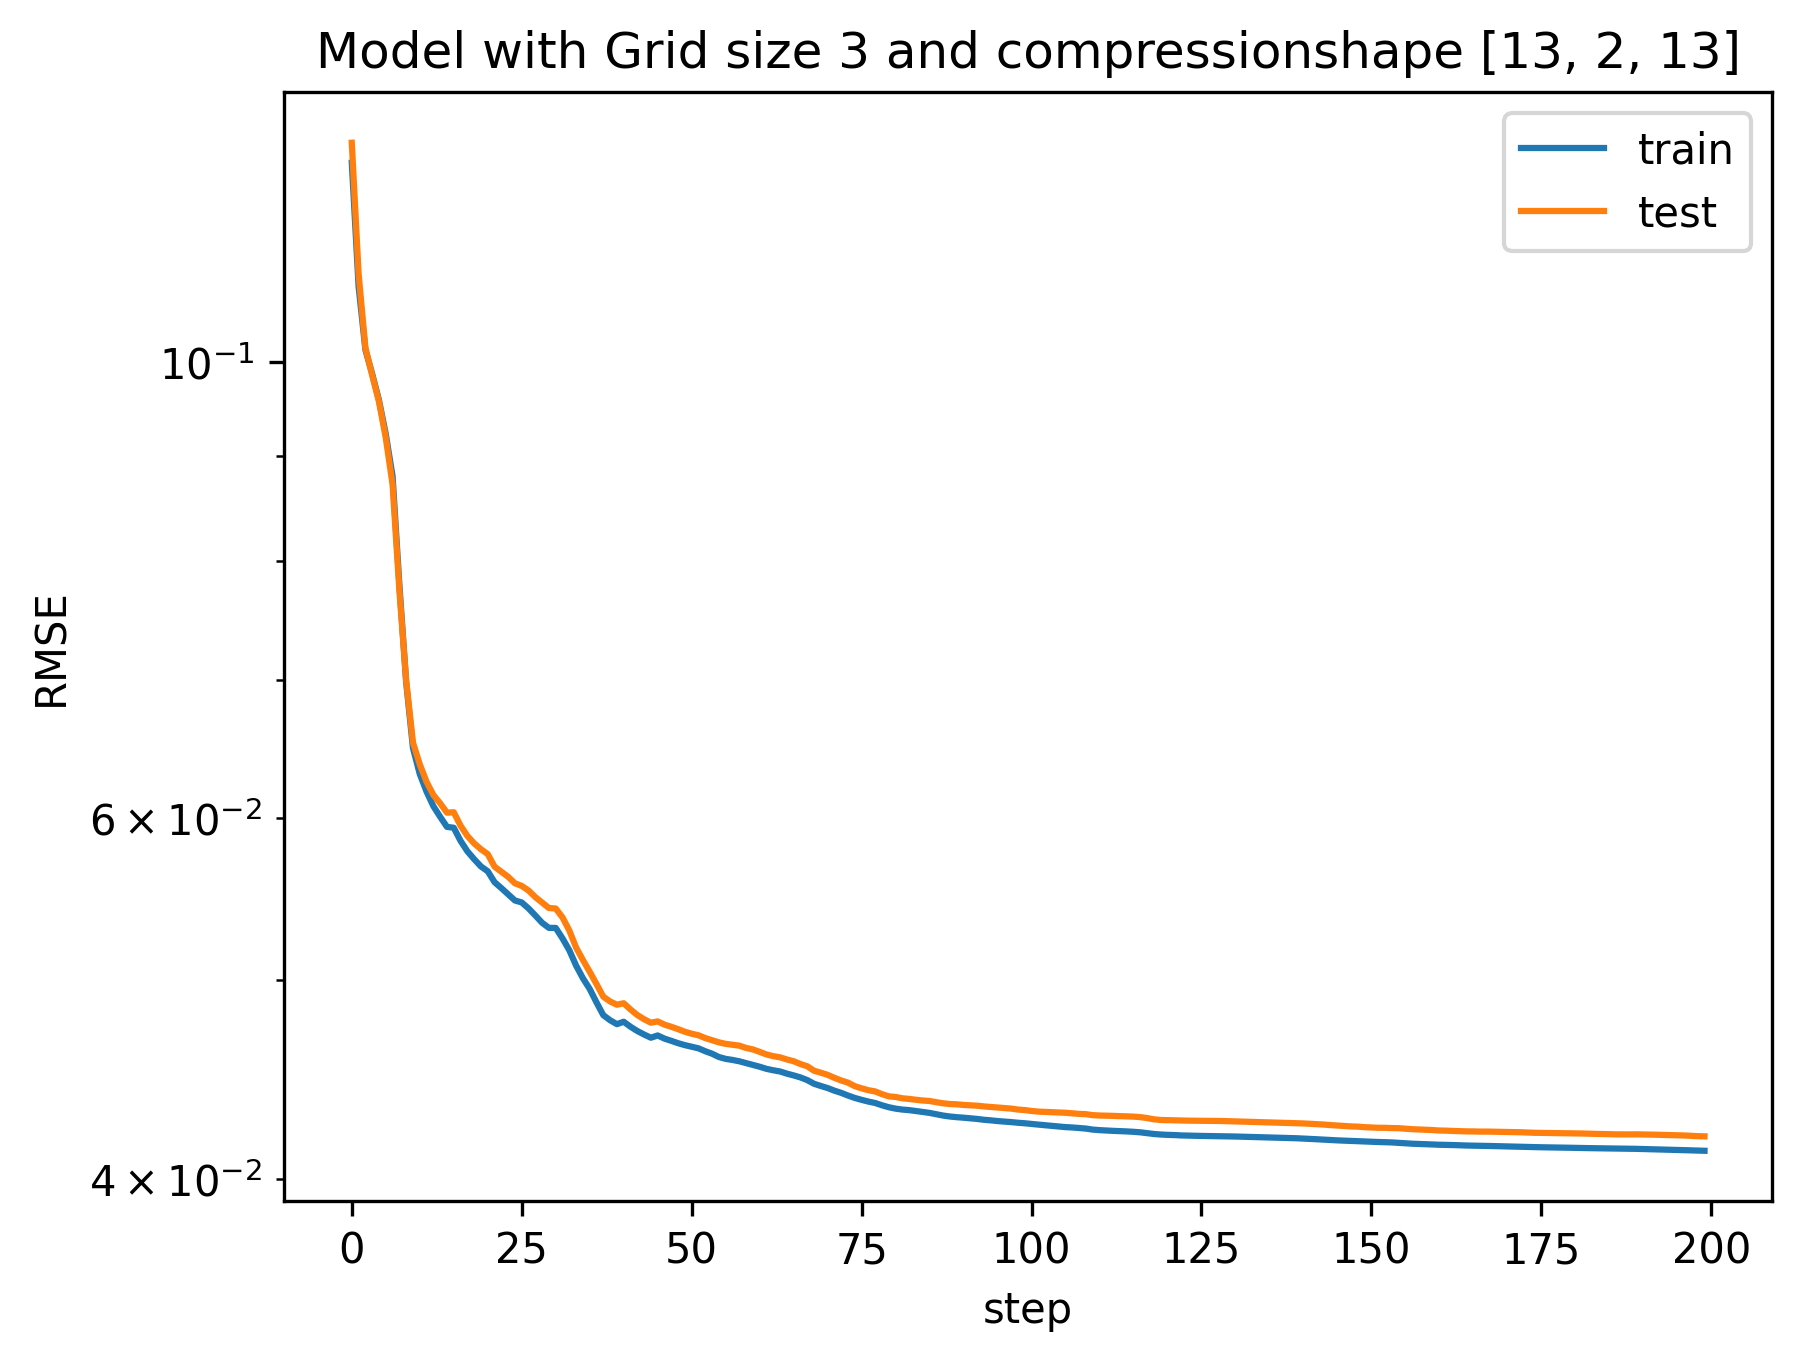 Model with Grid size 3 and compressionshape [13, 2, 13]
train
test
10⁻¹
6 × 10⁻²
4 × 10⁻²
RMSE
0 25 50 75 100 125 150 175 200
step